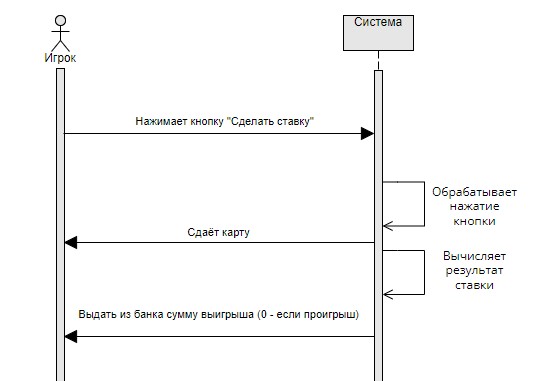 Игрок
Система
Нажимает кнопку "Сделать ставку"
Обрабатывает
нажатие
кнопки
Сдаёт карту
Вычисляет
результат
ставки
Выдать из банка сумму выигрыша (0 - если проигрыш)